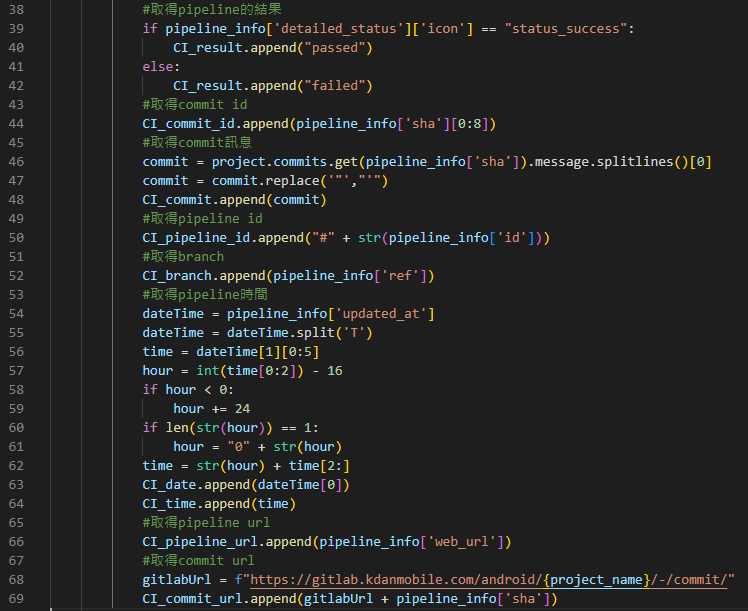 38 #取得pipeline的結果
39 if pipeline_info['detailed_status']['icon'] == "status_success":
40 CI_result.append("passed")
41 else:
42 CI_result.append("failed")
43 #取得commit id
44 CI_commit_id.append(pipeline_info['sha'][0:8])
45 #取得commit訊息
46 commit = project.commits.get(pipeline_info['sha']).message.splitlines()[0]
47 commit = commit.replace('"',"'")
48 CI_commit.append(commit)
49 #取得pipeline id
50 CI_pipeline_id.append("#" + str(pipeline_info['id']))
51 #取得branch
52 CI_branch.append(pipeline_info['ref'])
53 #取得pipeline時間
54 dateTime = pipeline_info['updated_at']
55 dateTime = dateTime.split('T')
56 time = dateTime[1][0:5]
57 hour = int(time[0:2]) - 16
58 if hour < 0:
59 hour += 24
60 if len(str(hour)) == 1:
61 hour = "0" + str(hour)
62 time = str(hour) + time[2:]
63 CI_date.append(dateTime[0])
64 CI_time.append(time)
65 #取得pipeline url
66 CI_pipeline_url.append(pipeline_info['web_url'])
67 #取得commit url
68 gitlabUrl = f"https://gitlab.kdanmobile.com/android/{project_name}/-/commit/"
69 CI_commit_url.append(gitlabUrl + pipeline_info['sha'])